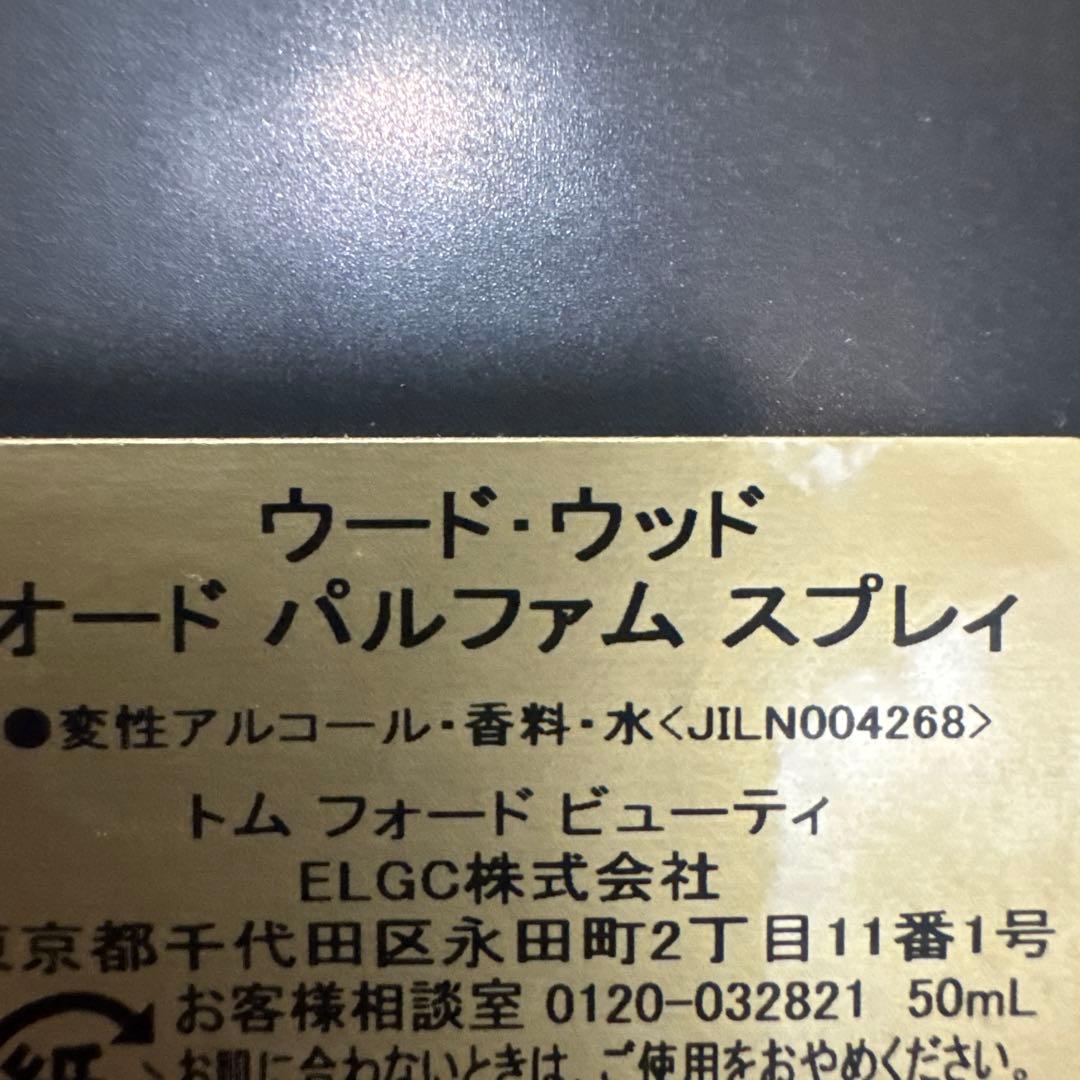 ウード・ウッド
オード パルファム スプレィ
●変性アルコール・香料・水<JILN004268>
トム フォード ビューティ
ELGC株式会社
東京都千代田区永田町2丁目11番1号
お客様相談室 0120-032821 50mL
紙
お肌に合わないときは、ご使用をおやめください。